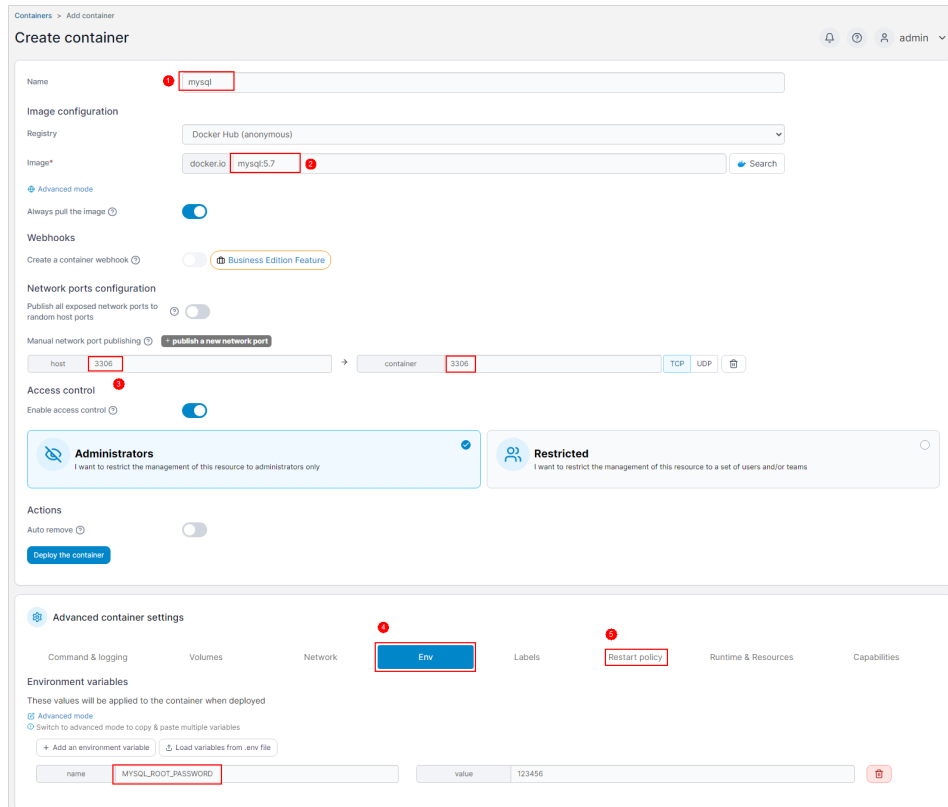 Containers > Add container
Create container
admin
Name
1
mysql
Image configuration
Registry
Docker Hub (anonymous)
Image*
docker.io
mysql:5.7
2
Search
Advanced mode
Always pull the image
Webhooks
Create a container webhook
Business Edition Feature
Network ports configuration
Publish all exposed network ports to
random host ports
Manual network port publishing
+ publish a new network port
host
3306
→
container
3306
TCP
UDP
3
Access control
Enable access control
Administrators
I want to restrict the management of this resource to administrators only
Restricted
I want to restrict the management of this resource to a set of users and/or teams
Actions
Auto remove
Deploy the container
Advanced container settings
4
5
Command & logging
Volumes
Network
Env
Labels
Restart policy
Runtime & Resources
Capabilities
Environment variables
These values will be applied to the container when deployed
Advanced mode
Switch to advanced mode to copy & paste multiple variables
+ Add an environment variable
Load variables from .env file
name
MYSQL_ROOT_PASSWORD
value
123456